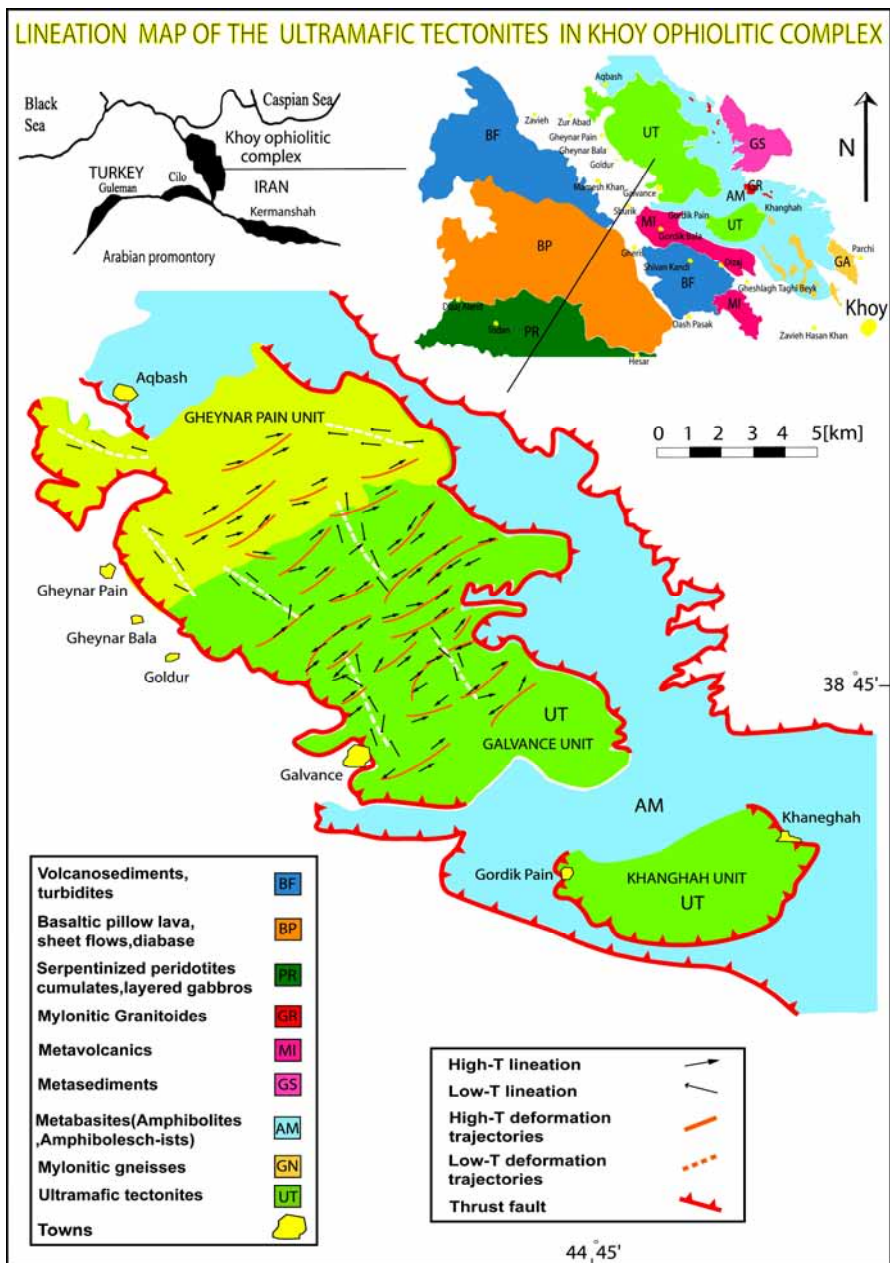 LINEATION MAP OF THE ULTRAMAFIC TECTONITES IN KHOY OPHIOLITIC COMPLEX
Black
Sea
Caspian Sea
Khoy ophiolitic
complex
TURKEY
Guleman
Cilo
IRAN
Kermanshah
Arabian promontory
Aqbash
BF
Zavieh
Zur Abad
UT
Gheynar Pain
Gheynar Bala
Goldur
GS
N
Mamesh Khan
Galvance
GR
AM
Khanghah
MI
Gordik Pain
UT
Gordik Bala
BP
Gheris
Shivan Kandi
BF
GA
Parchi
Gheshlagh Taghi Beyk
MI
Khoy
PR
Dash Pasak
Zavieh Hasan Khan
Hesar
0 1 2 3 4 5[km]
Aqbash
GHEYNAR PAIN UNIT
Gheynar Pain
Gheynar Bala
Goldur
38°45'
UT
GALVANCE UNIT
Galvance
AM
Khaneghah
Gordik Pain
KHANGHAH UNIT
UT
Volcanosediments,
turbidites
BF
Basaltic pillow lava,
sheet flows,diabase
BP
Serpentinized peridotites
cumulates,layered gabbros
PR
Mylonitic Granitoides
GR
Metavolcanics
MI
Metasediments
GS
Metabasites(Amphibolites
,Amphibolesch-ists)
AM
Mylonitic gneisses
GN
Ultramafic tectonites
UT
Towns
High-T lineation
Low-T lineation
High-T deformation
trajectories
Low-T deformation
trajectories
Thrust fault
44°45'